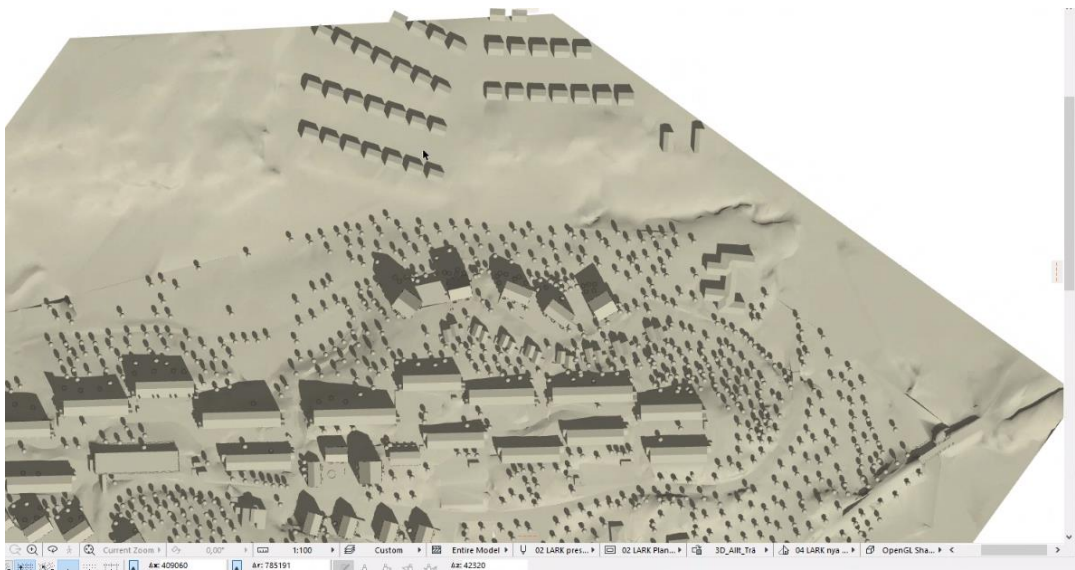 Current Zoom 0,00° 1:100 Custom Entire Model 02 LARK pres... 02 LARK Plan... 3D_Allt_Trä 04 LARK nya ... OpenGL Sha...
Δx: 409060 Δy: 785191 Δz: 42320